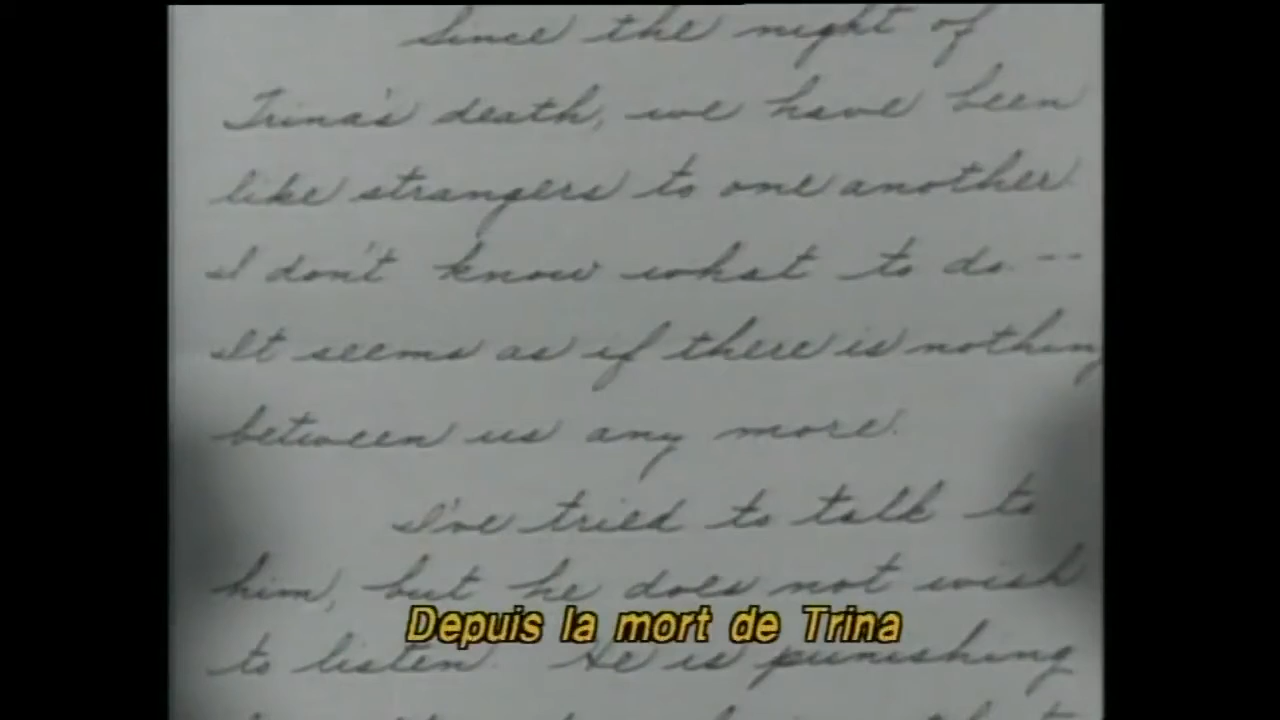 Since the night of
Trina's death, we have been
like strangers to one another
I don't know what to do --
It seems as if there is nothing
between us any more.
I've tried to talk to
him, but he does not wish
Depuis la mort de Trina
to listen. He is punishing